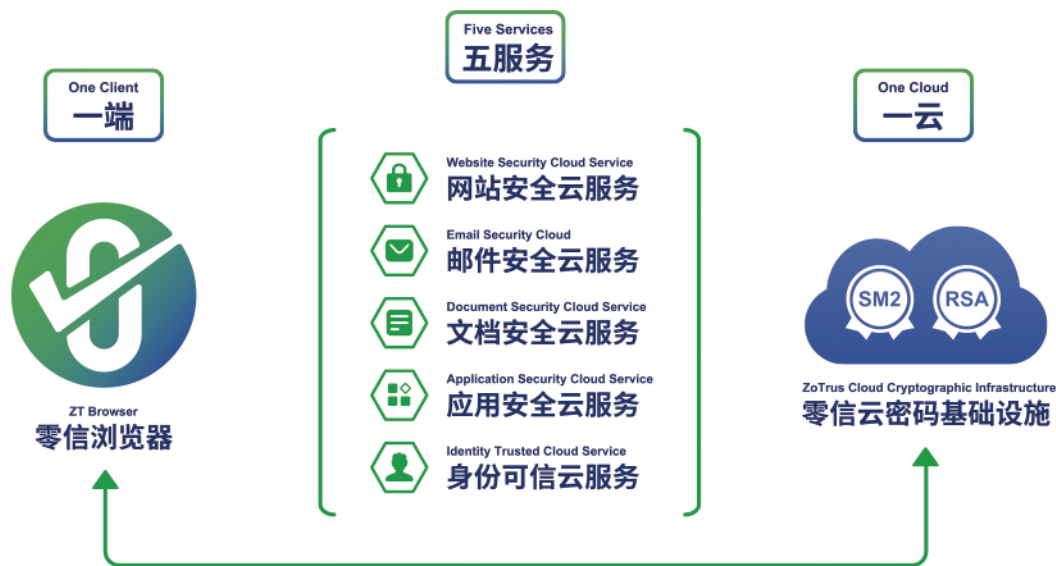 Five Services
五服务
One Client
一端
One Cloud
一云
Website Security Cloud Service
网站安全云服务
Email Security Cloud
邮件安全云服务
Document Security Cloud Service
文档安全云服务
Application Security Cloud Service
应用安全云服务
Identity Trusted Cloud Service
身份可信云服务
ZT Browser
零信浏览器
SM2
RSA
ZoTrus Cloud Cryptographic Infrastructure
零信云密码基础设施